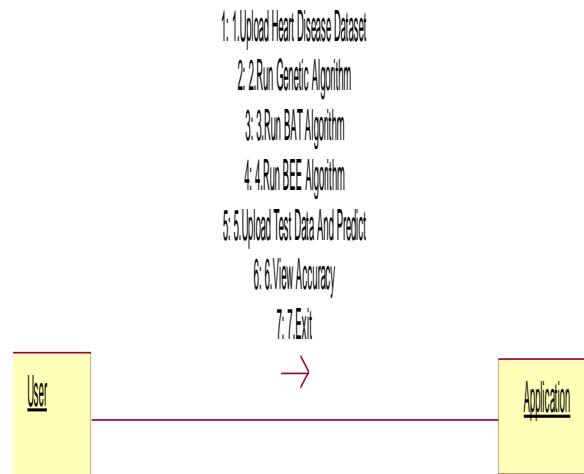 1: 1.Upload Heart Disease Dataset
2: 2.Run Genetic Algorithm
3: 3.Run BAT Algorithm
4: 4.Run BEE Algorithm
5: 5.Upload Test Data And Predict
6: 6.View Accuracy
7: 7.Exit
User
Application